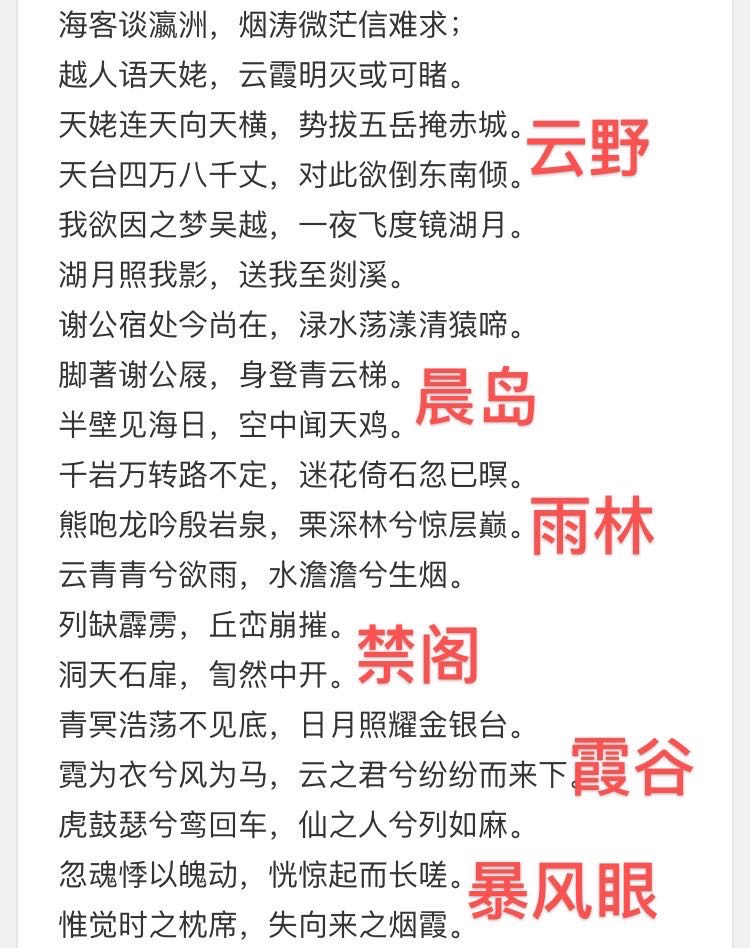 海客谈瀛洲，烟涛微茫信难求；
越人语天姥，云霞明灭或可睹。
天姥连天向天横，势拔五岳掩赤城。
云野
天台四万八千丈，对此欲倒东南倾。
我欲因之梦吴越，一夜飞度镜湖月。
湖月照我影，送我至剡溪。
谢公宿处今尚在，渌水荡漾清猿啼。
脚著谢公屐，身登青云梯。
晨岛
半壁见海日，空中闻天鸡。
千岩万转路不定，迷花倚石忽已暝。
熊咆龙吟殷岩泉，栗深林兮惊层巅。
雨林
云青青兮欲雨，水澹澹兮生烟。
列缺霹雳，丘峦崩摧。
禁阁
洞天石扉，訇然中开。
青冥浩荡不见底，日月照耀金银台。
霓为衣兮风为马，云之君兮纷纷而来下。
霞谷
虎鼓瑟兮鸾回车，仙之人兮列如麻。
忽魂悸以魄动，恍惊起而长嗟。
暴风眼
惟觉时之枕席，失向来之烟霞。